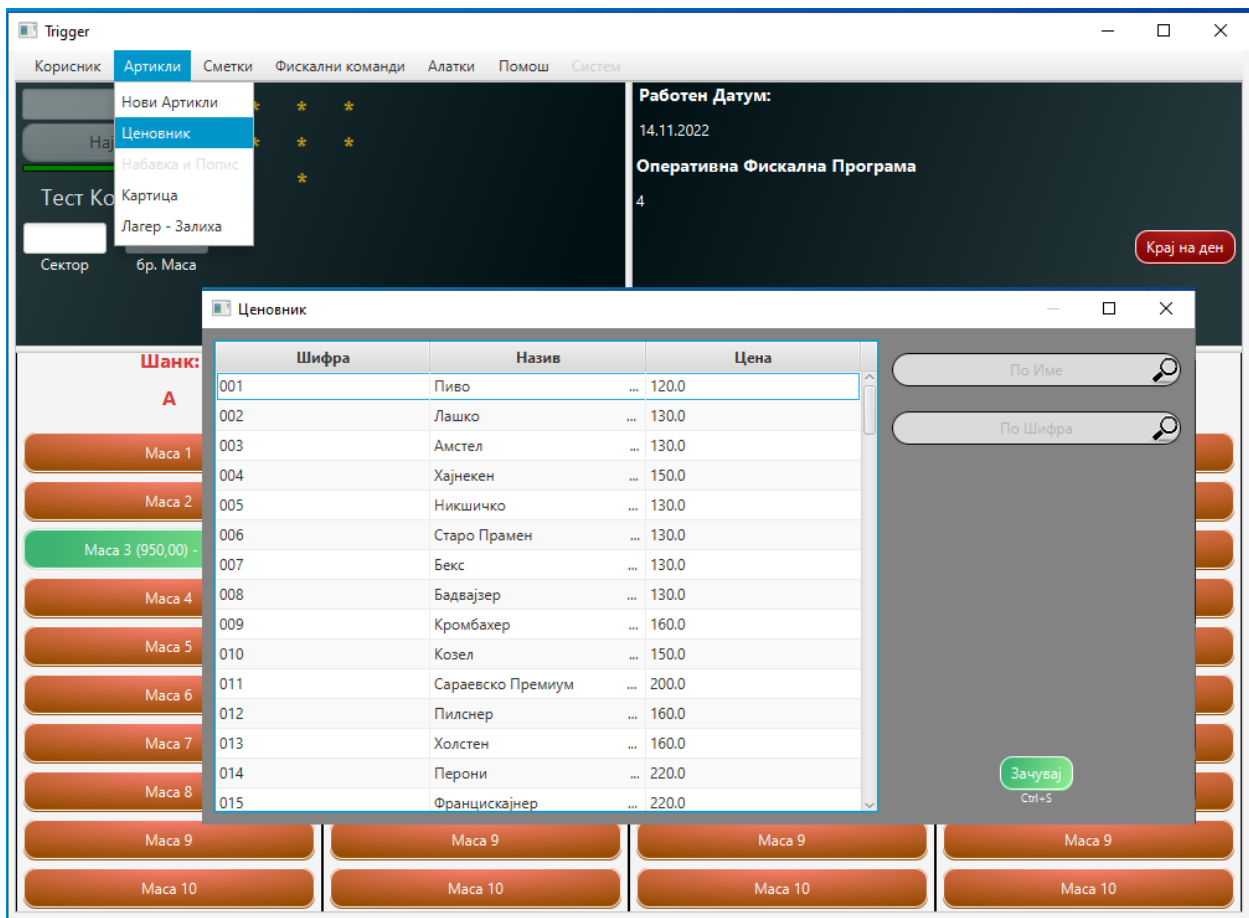 Trigger
Корисник Артикли Сметки Фискални команди Алатки Помош Систем
Нови Артикли
Ценовник
Набавка и Попис
Картица
Лагер - Залиха
Нај
* * *
* * *
*
Тест Ко
Сектор бр. Маса
Работен Датум:
14.11.2022
Оперативна Фискална Програма
4
Крај на ден
Шанк:
А
Маса 1
Маса 2
Маса 3 (950,00) -
Маса 4
Маса 5
Маса 6
Маса 7
Маса 8
Маса 9 Маса 9 Маса 9 Маса 9
Маса 10 Маса 10 Маса 10 Маса 10
Ценовник
Шифра Назив Цена
001 Пиво ... 120.0
002 Лашко ... 130.0
003 Амстел ... 130.0
004 Хајнекен ... 150.0
005 Никшичко ... 130.0
006 Старо Прамен ... 130.0
007 Бекс ... 130.0
008 Бадвајзер ... 130.0
009 Кромбахер ... 160.0
010 Козел ... 150.0
011 Сараевско Премиум ... 200.0
012 Пилснер ... 160.0
013 Холстен ... 160.0
014 Перони ... 220.0
015 Францискајнер ... 220.0
По Име
По Шифра
Зачувај
Ctrl+S